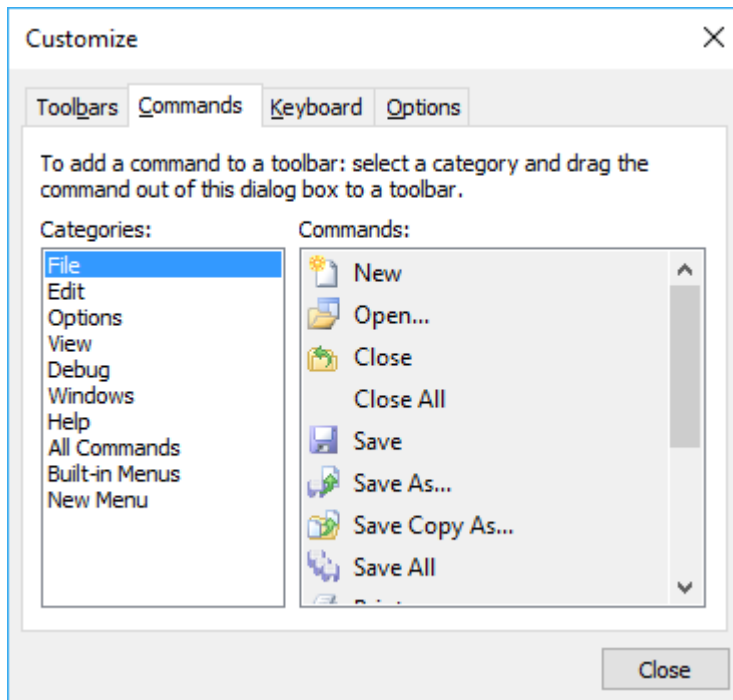 Customize
Toolbars Commands Keyboard Options
To add a command to a toolbar: select a category and drag the
command out of this dialog box to a toolbar.
Categories:
File
Edit
Options
View
Debug
Windows
Help
All Commands
Built-in Menus
New Menu
Commands:
New
Open...
Close
Close All
Save
Save As...
Save Copy As...
Save All
Close